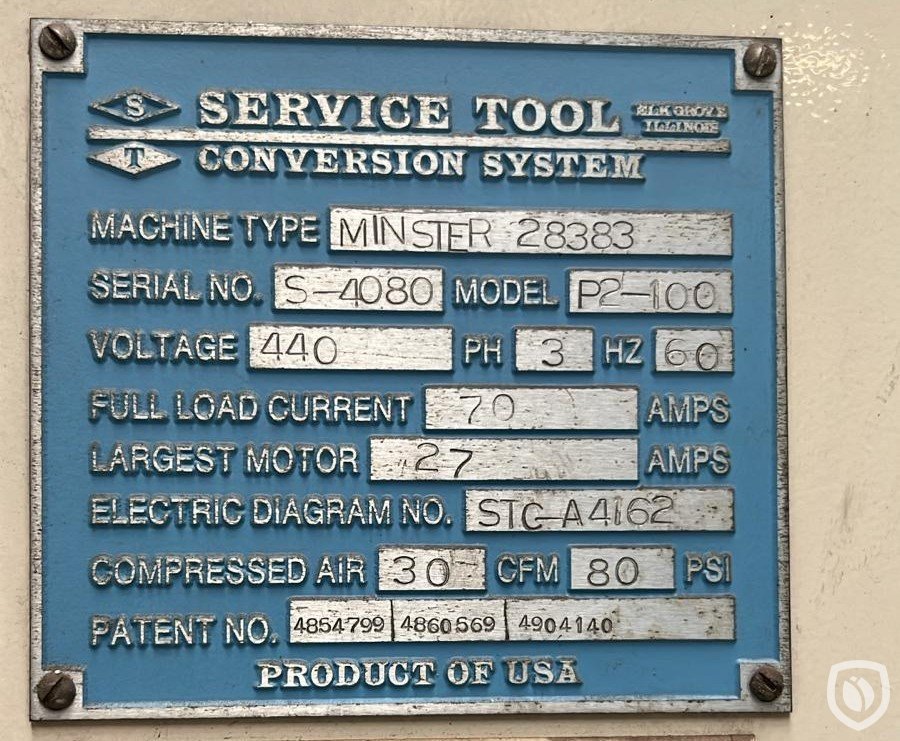 S SERVICE TOOL ELK GROVE
ILLINOIS
T CONVERSION SYSTEM
MACHINE TYPE MINSTER 28383
SERIAL NO. S-4080 MODEL P2-100
VOLTAGE 440 PH 3 HZ 60
FULL LOAD CURRENT 70 AMPS
LARGEST MOTOR 27 AMPS
ELECTRIC DIAGRAM NO. STC-A4162
COMPRESSED AIR 30 CFM 80 PSI
PATENT NO. 4854799 4860569 4904140
PRODUCT OF USA